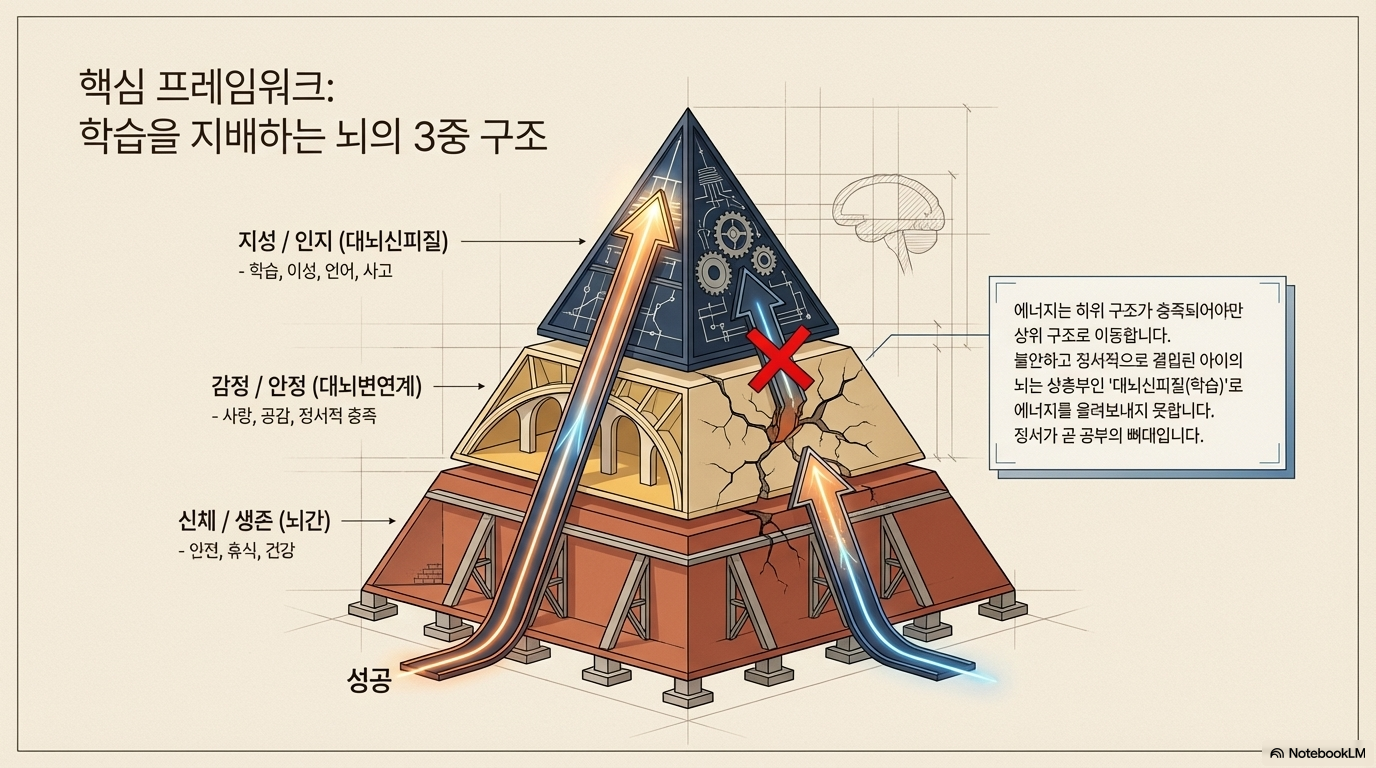 핵심 프레임워크:
학습을 지배하는 뇌의 3중 구조
지성 / 인지 (대뇌신피질)
- 학습, 이성, 언어, 사고
감정 / 안정 (대뇌변연계)
- 사랑, 공감, 정서적 충족
신체 / 생존 (뇌간)
- 안전, 휴식, 건강
성공
에너지는 하위 구조가 충족되어야만
상위 구조로 이동합니다.
불안하고 정서적으로 결핍된 아이의
뇌는 상층부인 '대뇌신피질(학습)'로
에너지를 올려보내지 못합니다.
정서가 곧 공부의 뼈대입니다.
NotebookLM